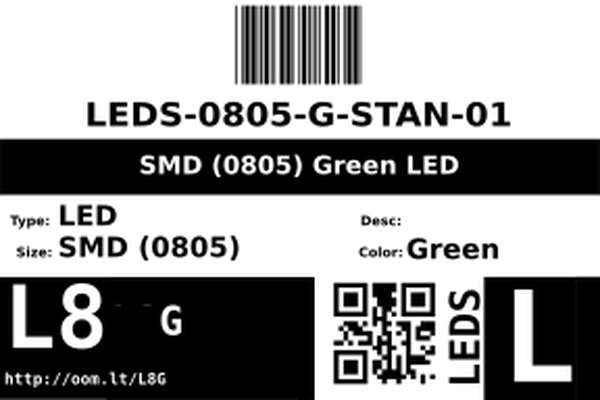 LEDS-0805-G-STAN-01
SMD (0805) Green LED
Type: LED
Desc:
Size: SMD (0805)
Color: Green
L8 G
http://oom.lt/L8G
LEDS
L